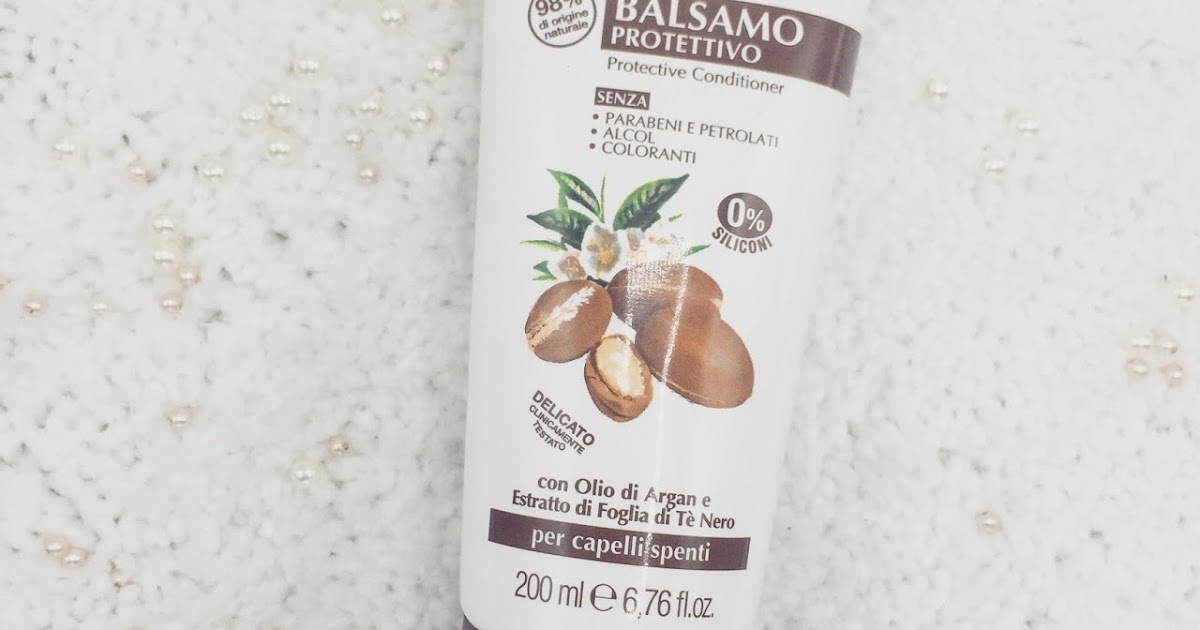 98%
di origine
naturale
BALSAMO
PROTETTIVO
Protective Conditioner
SENZA
• PARABENI E PETROLATI
• ALCOL
• COLORANTI
0%
SILICONI
DELICATO
CLINICAMENTE
TESTATO
con Olio di Argan e
Estratto di Foglia di Tè Nero
per capelli spenti
200 ml ℮ 6,76 fl.oz.